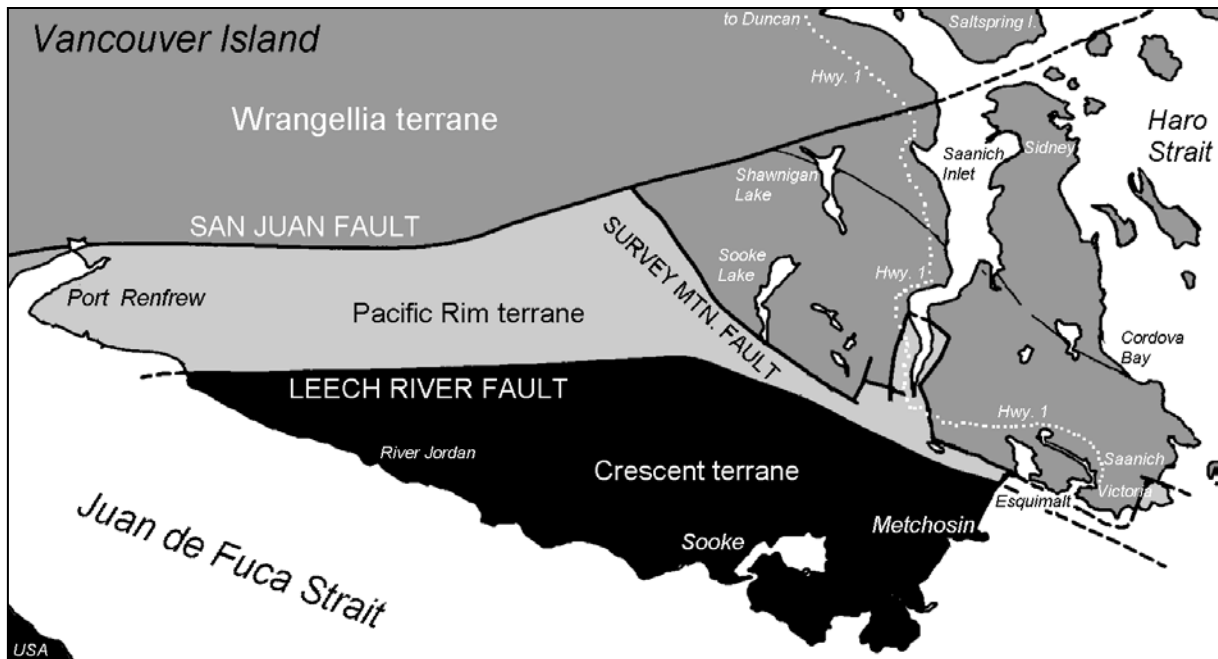 Vancouver Island
to Duncan
Saltspring I.
Hwy. 1
Wrangellia terrane
Haro
Strait
Saanich
Inlet
Sidney
Shawnigan
Lake
SAN JUAN FAULT
SURVEY MTN. FAULT
Sooke
Lake
Hwy. 1
Port Renfrew
Pacific Rim terrane
Cordova
Bay
LEECH RIVER FAULT
Hwy. 1
River Jordan
Crescent terrane
Saanich
Esquimalt
Victoria
Juan de Fuca Strait
Metchosin
Sooke
USA